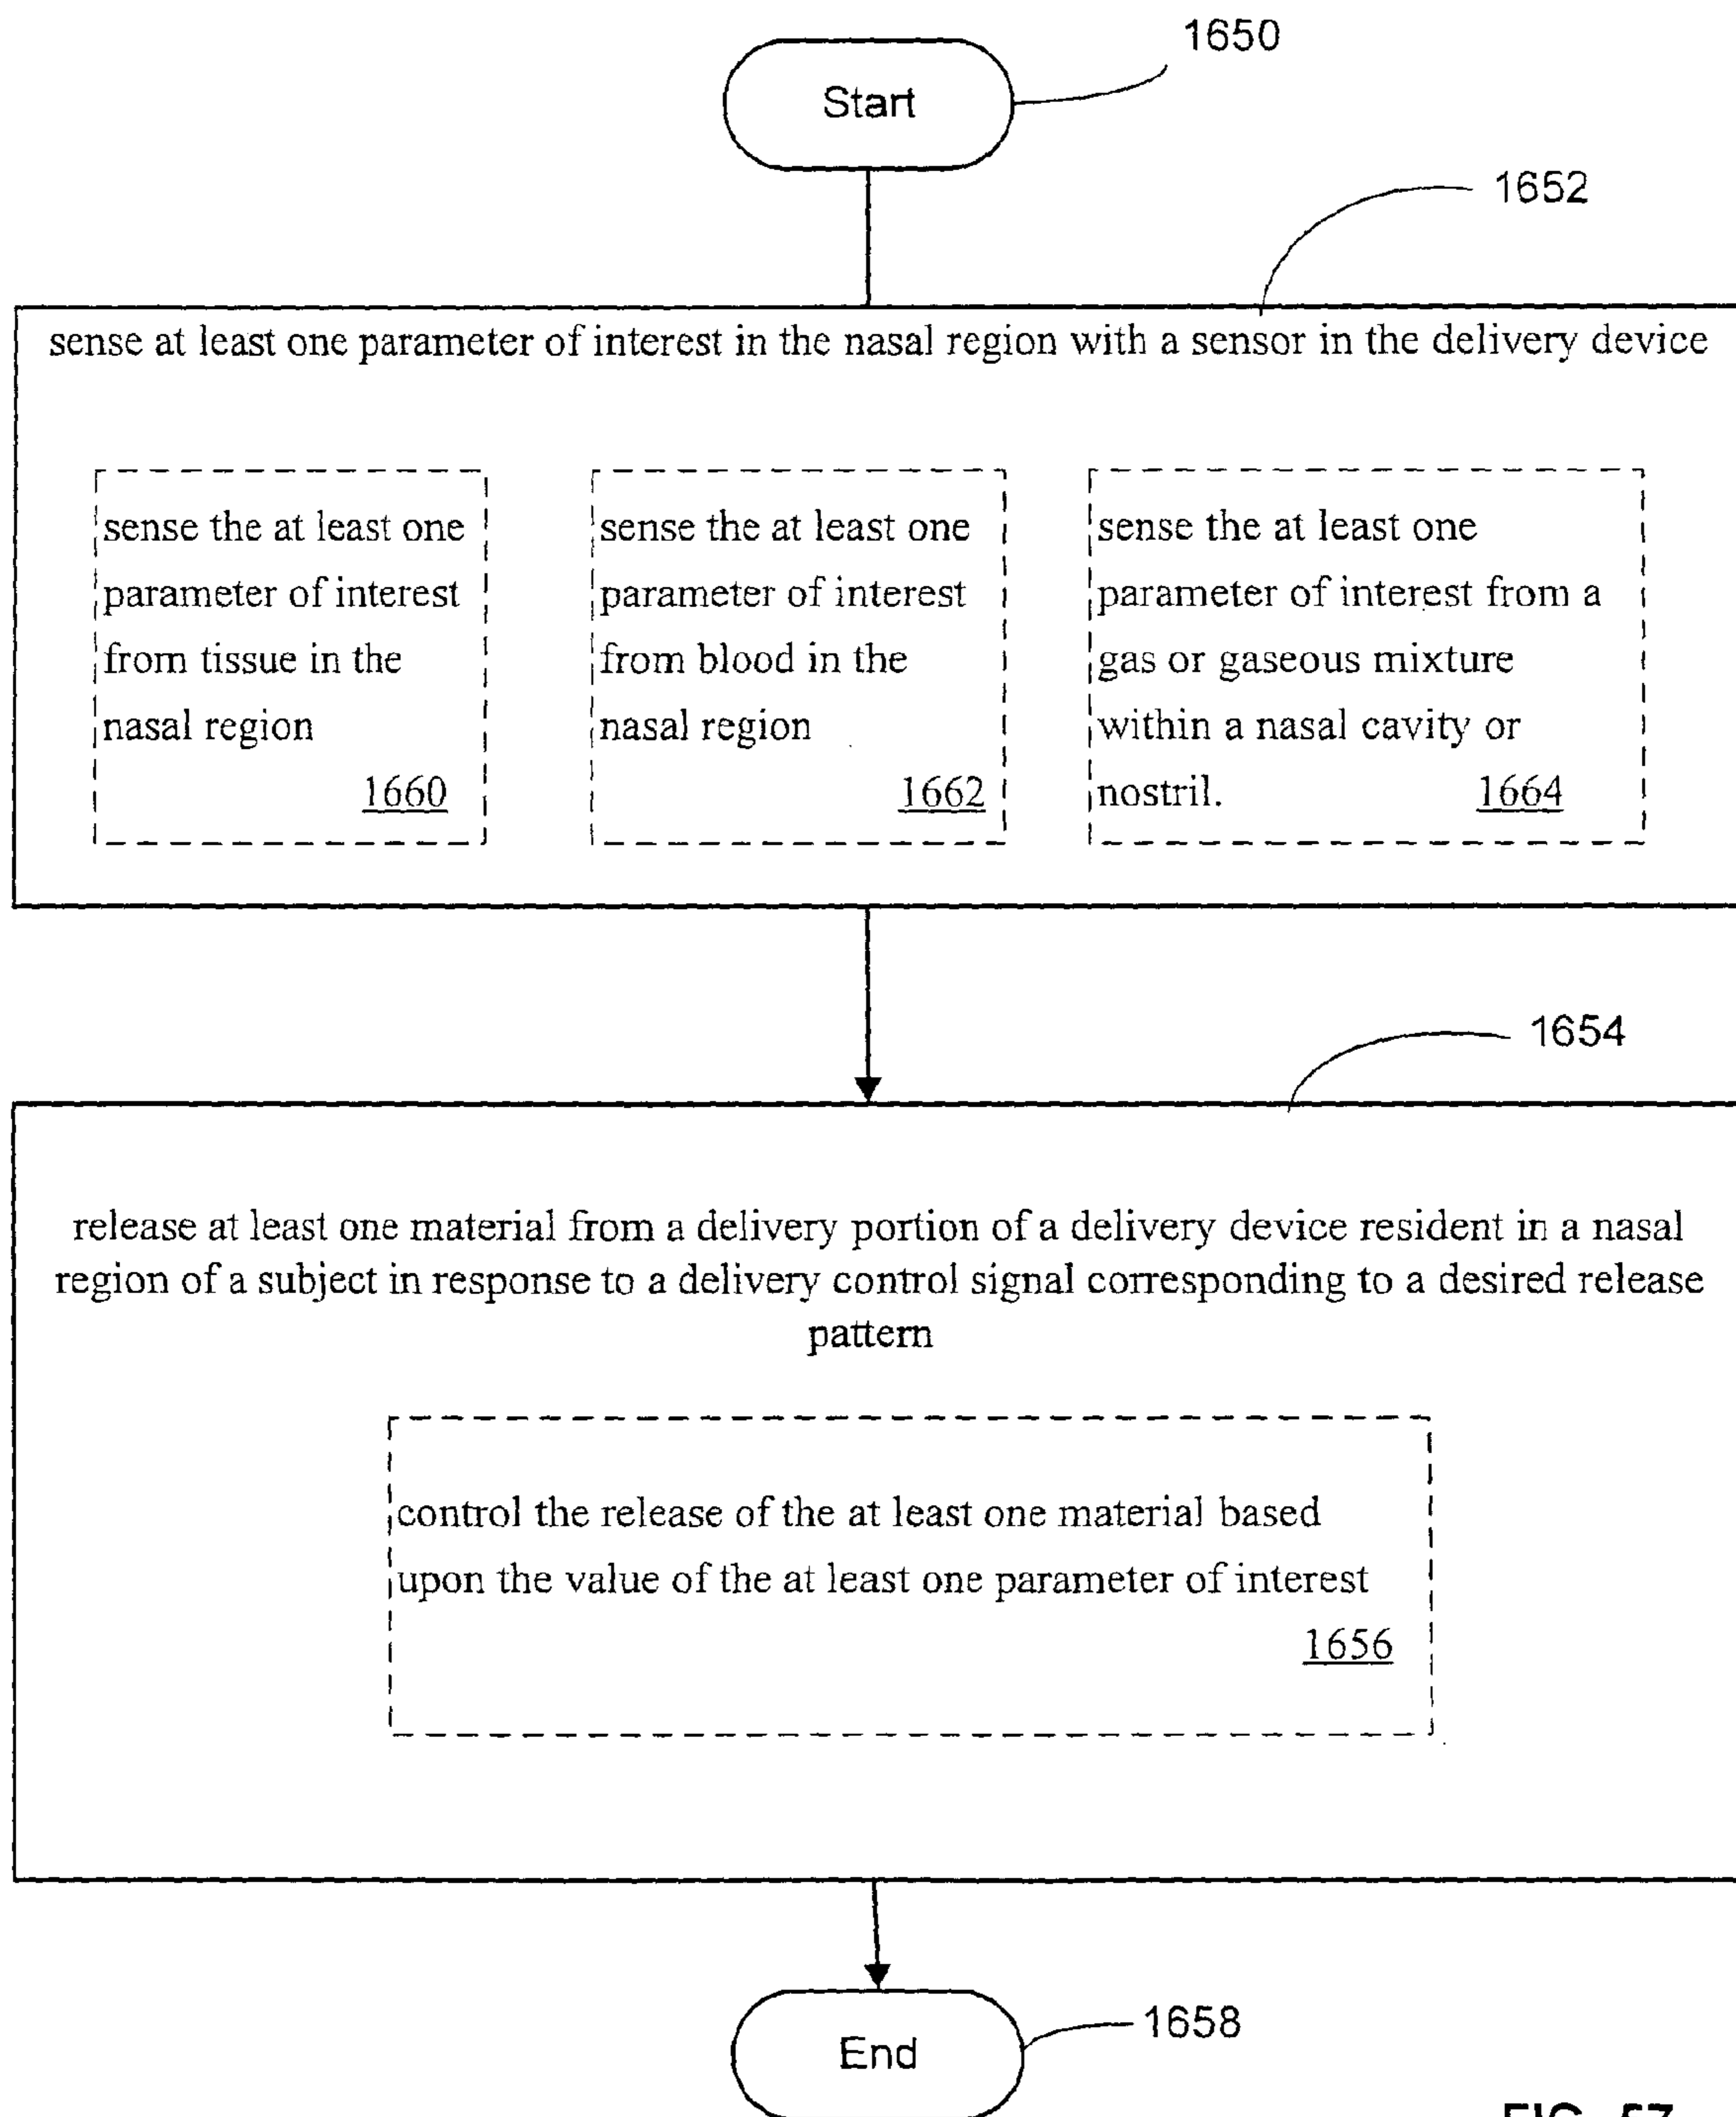 1650
Start
1652
sense at least one parameter of interest in the nasal region with a sensor in the delivery device
sense the at least one
parameter of interest
from tissue in the
nasal region
1660
sense the at least one
parameter of interest
from blood in the
nasal region
1662
sense the at least one
parameter of interest from a
gas or gaseous mixture
within a nasal cavity or
nostril. 1664
1654
release at least one material from a delivery portion of a delivery device resident in a nasal
region of a subject in response to a delivery control signal corresponding to a desired release
pattern
control the release of the at least one material based
upon the value of the at least one parameter of interest
1656
End
1658
FIG. 57